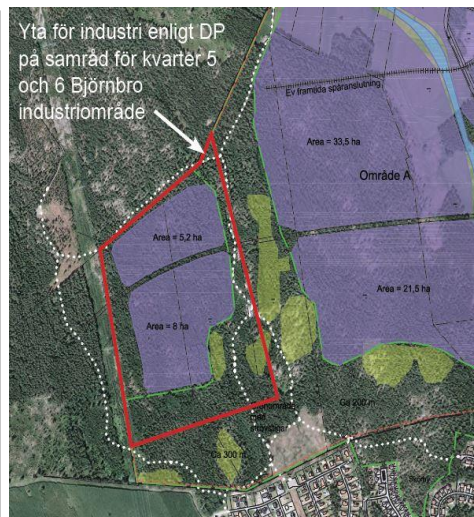 Yta för industri enligt DP
på samråd för kvarter 5
och 6 Björnbro
industriområde
Ev framtida spåranslutning
Area = 33,5 ha
Område A
Area = 5,2 ha
Area = 21,5 ha
Area = 8 ha
Ca 200 m
med
Ca 300 m